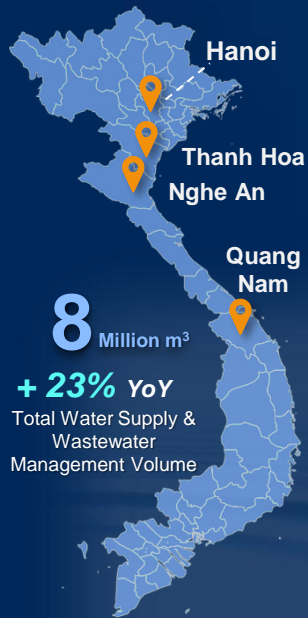 Hanoi
Thanh Hoa
Nghe An
Quang
Nam
8 Million m³
+ 23% YoY
Total Water Supply &
Wastewater
Management Volume